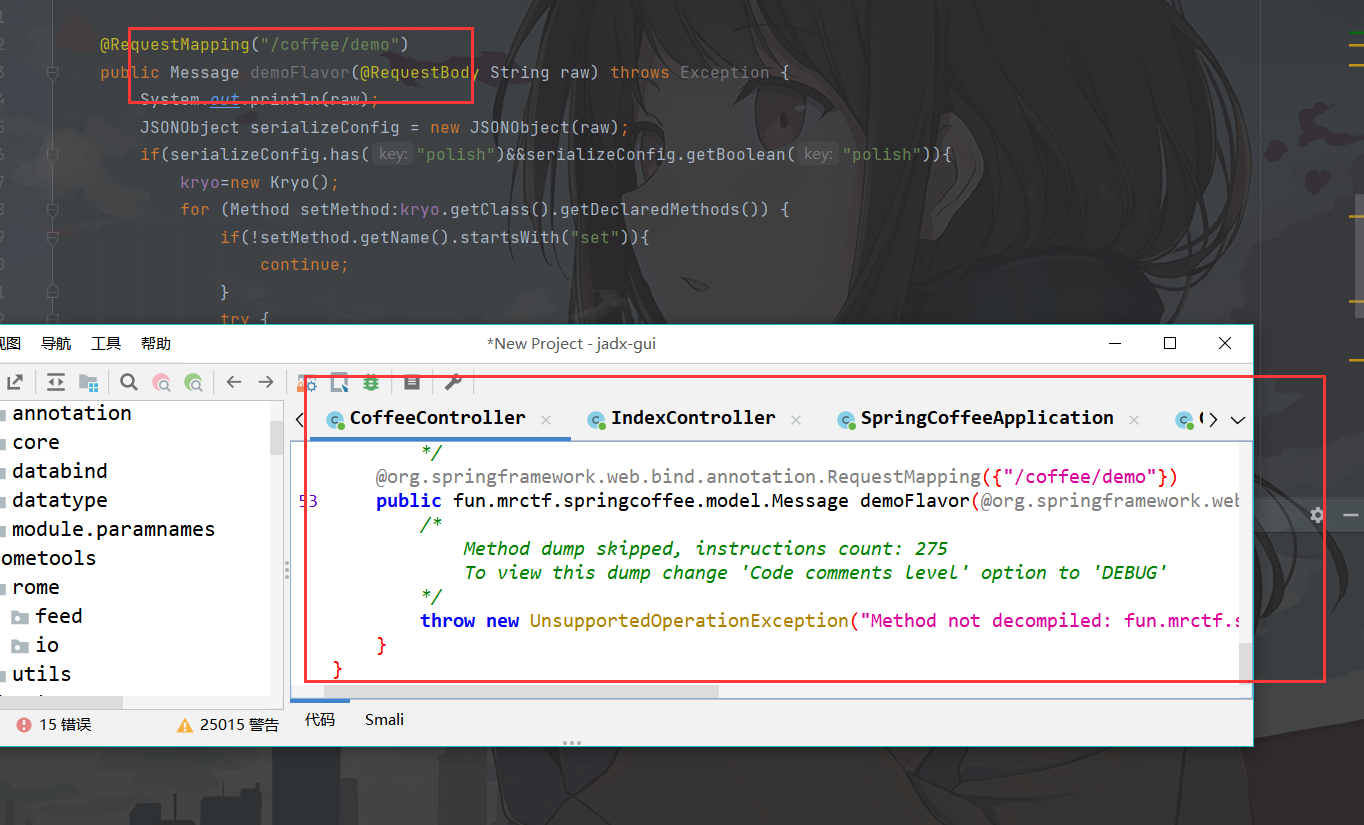 @RequestMapping("/coffee/demo")
public Message demoFlavor(@RequestBody String raw) throws Exception {
System.out.println(raw);
JSONObject serializeConfig = new JSONObject(raw);
if(serializeConfig.has( key: "polish")&&serializeConfig.getBoolean( key: "polish")){
kryo=new Kryo();
for (Method setMethod:kryo.getClass().getDeclaredMethods()) {
if(!setMethod.getName().startsWith("set")){
continue;
}
try {
视图 导航 工具 帮助
*New Project - jadx-gui
annotation
core
databind
datatype
module.paramnames
ometools
rome
feed
io
utils
15 错误 25015 警告
CoffeeController IndexController SpringCoffeeApplication
*/
@org.springframework.web.bind.annotation.RequestMapping({"/coffee/demo"})
53 public fun.mrctf.springcoffee.model.Message demoFlavor(@org.springframework.web
/*
Method dump skipped, instructions count: 275
To view this dump change 'Code comments level' option to 'DEBUG'
*/
throw new UnsupportedOperationException("Method not decompiled: fun.mrctf.s
}
}
代码 Smali